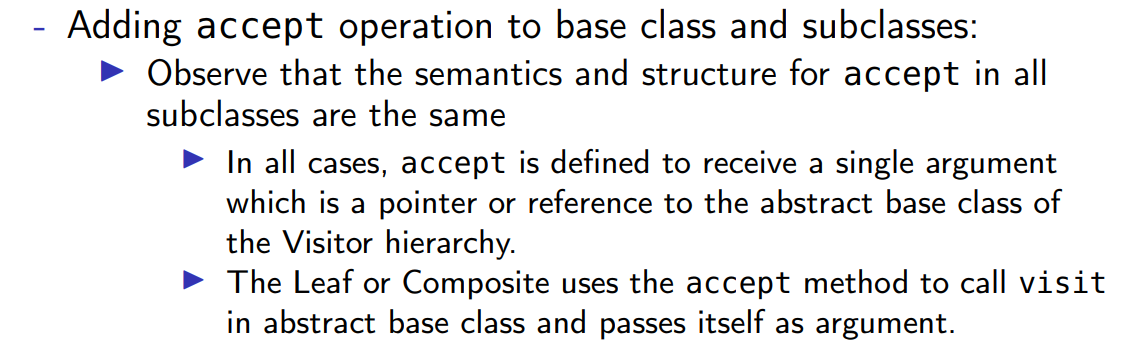 - Adding accept operation to base class and subclasses:
▶ Observe that the semantics and structure for accept in all
subclasses are the same
▶ In all cases, accept is defined to receive a single argument
which is a pointer or reference to the abstract base class of
the Visitor hierarchy.
▶ The Leaf or Composite uses the accept method to call visit
in abstract base class and passes itself as argument.